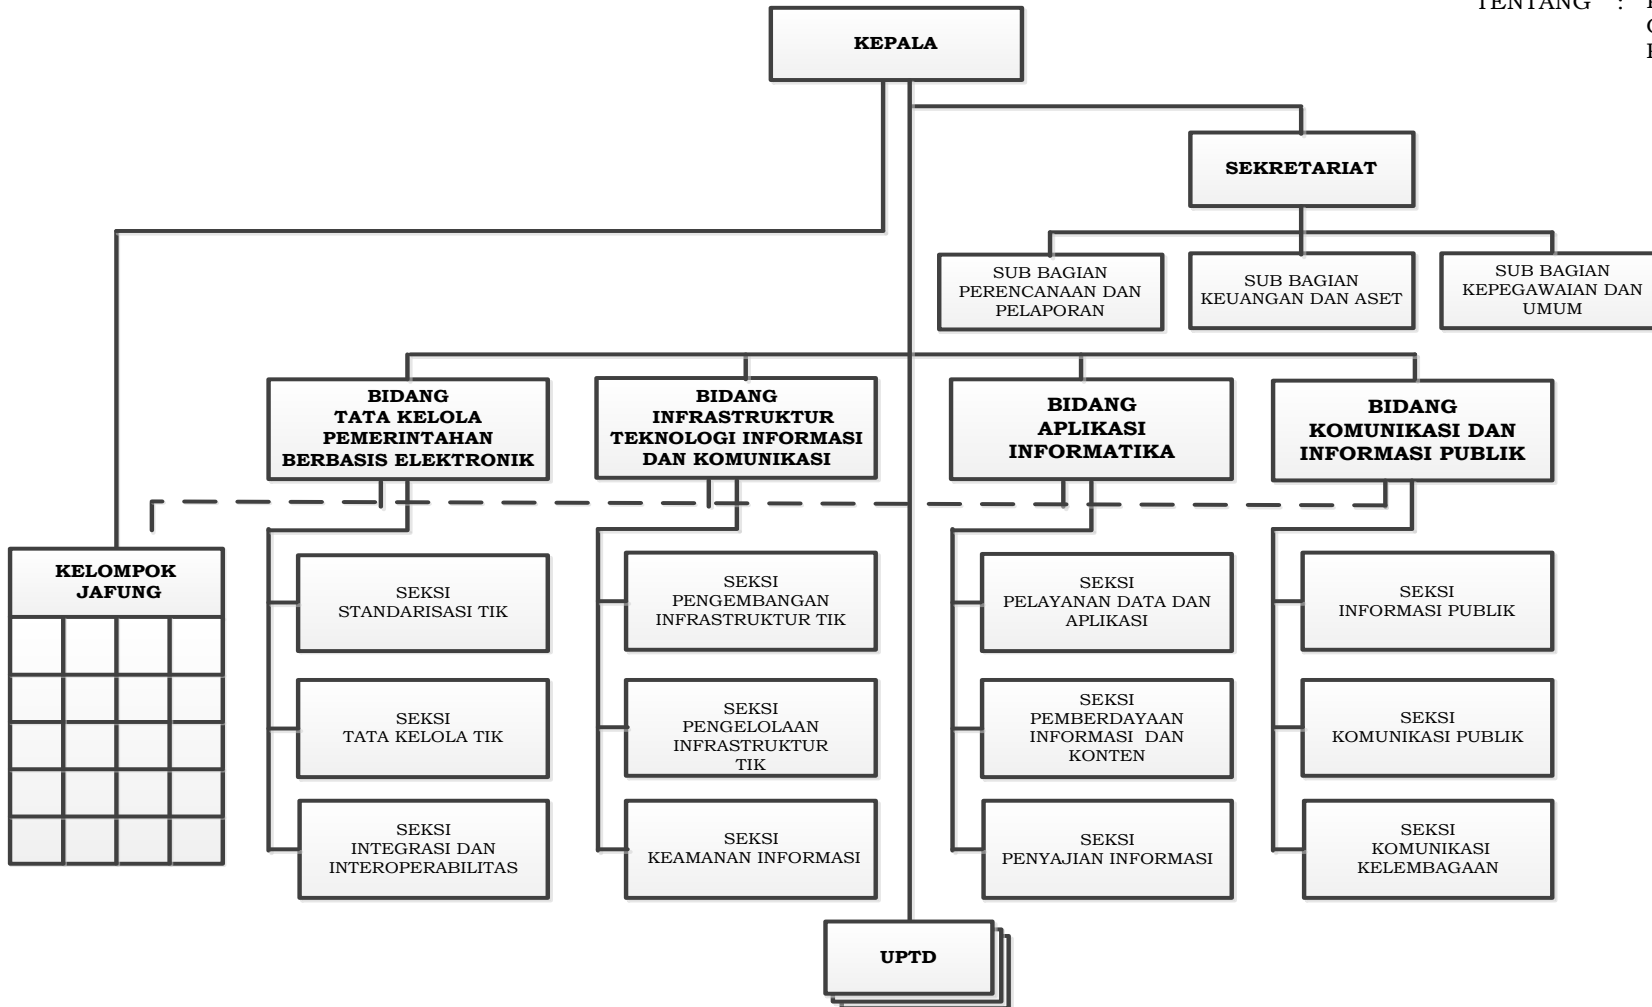 TENTANG :
KEPALA
SEKRETARIAT
SUB BAGIAN
PERENCANAAN DAN
PELAPORAN
SUB BAGIAN
KEUANGAN DAN ASET
SUB BAGIAN
KEPEGAWAIAN DAN
UMUM
BIDANG
TATA KELOLA
PEMERINTAHAN
BERBASIS ELEKTRONIK
BIDANG
INFRASTRUKTUR
TEKNOLOGI INFORMASI
DAN KOMUNIKASI
BIDANG
APLIKASI
INFORMATIKA
BIDANG
KOMUNIKASI DAN
INFORMASI PUBLIK
KELOMPOK
JAFUNG
SEKSI
STANDARISASI TIK
SEKSI
PENGEMBANGAN
INFRASTRUKTUR TIK
SEKSI
PELAYANAN DATA DAN
APLIKASI
SEKSI
INFORMASI PUBLIK
SEKSI
TATA KELOLA TIK
SEKSI
PENGELOLAAN
INFRASTRUKTUR
TIK
SEKSI
PEMBERDAYAAN
INFORMASI DAN
KONTEN
SEKSI
KOMUNIKASI PUBLIK
SEKSI
INTEGRASI DAN
INTEROPERABILITAS
SEKSI
KEAMANAN INFORMASI
SEKSI
PENYAJIAN INFORMASI
SEKSI
KOMUNIKASI
KELEMBAGAAN
UPTD